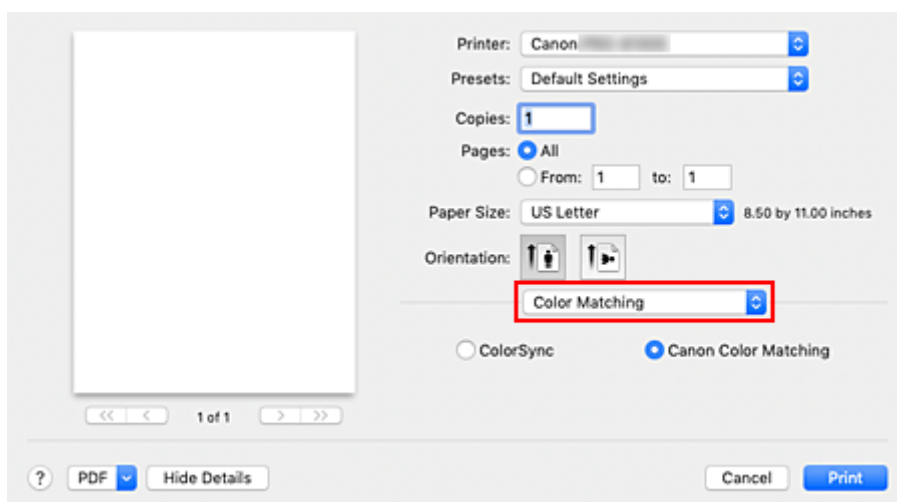 Printer: Canon
Presets: Default Settings
Copies: 1
Pages: All
From: 1 to: 1
Paper Size: US Letter 8.50 by 11.00 inches
Orientation:
Color Matching
ColorSync Canon Color Matching
<< < 1 of 1 > >>
? PDF Hide Details Cancel Print